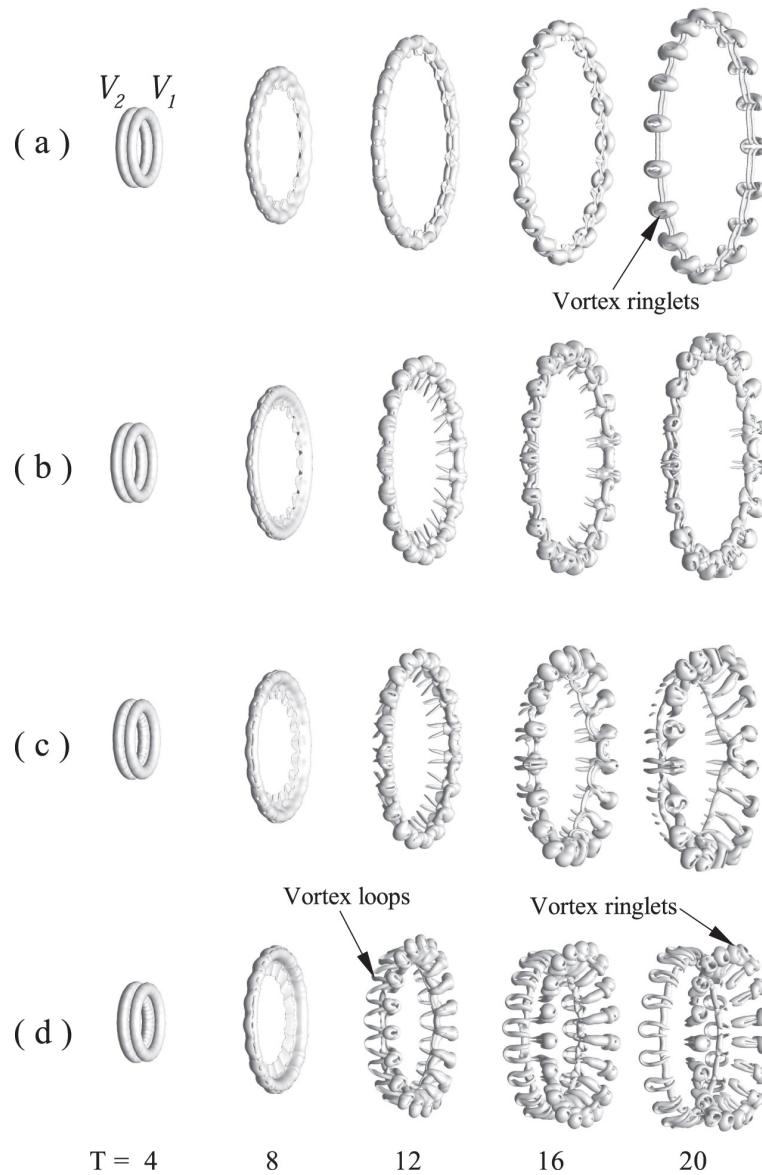 V₂ V₁
( a )
Vortex ringlets
( b )
( c )
Vortex loops
Vortex ringlets
( d )
T = 4 8 12 16 20